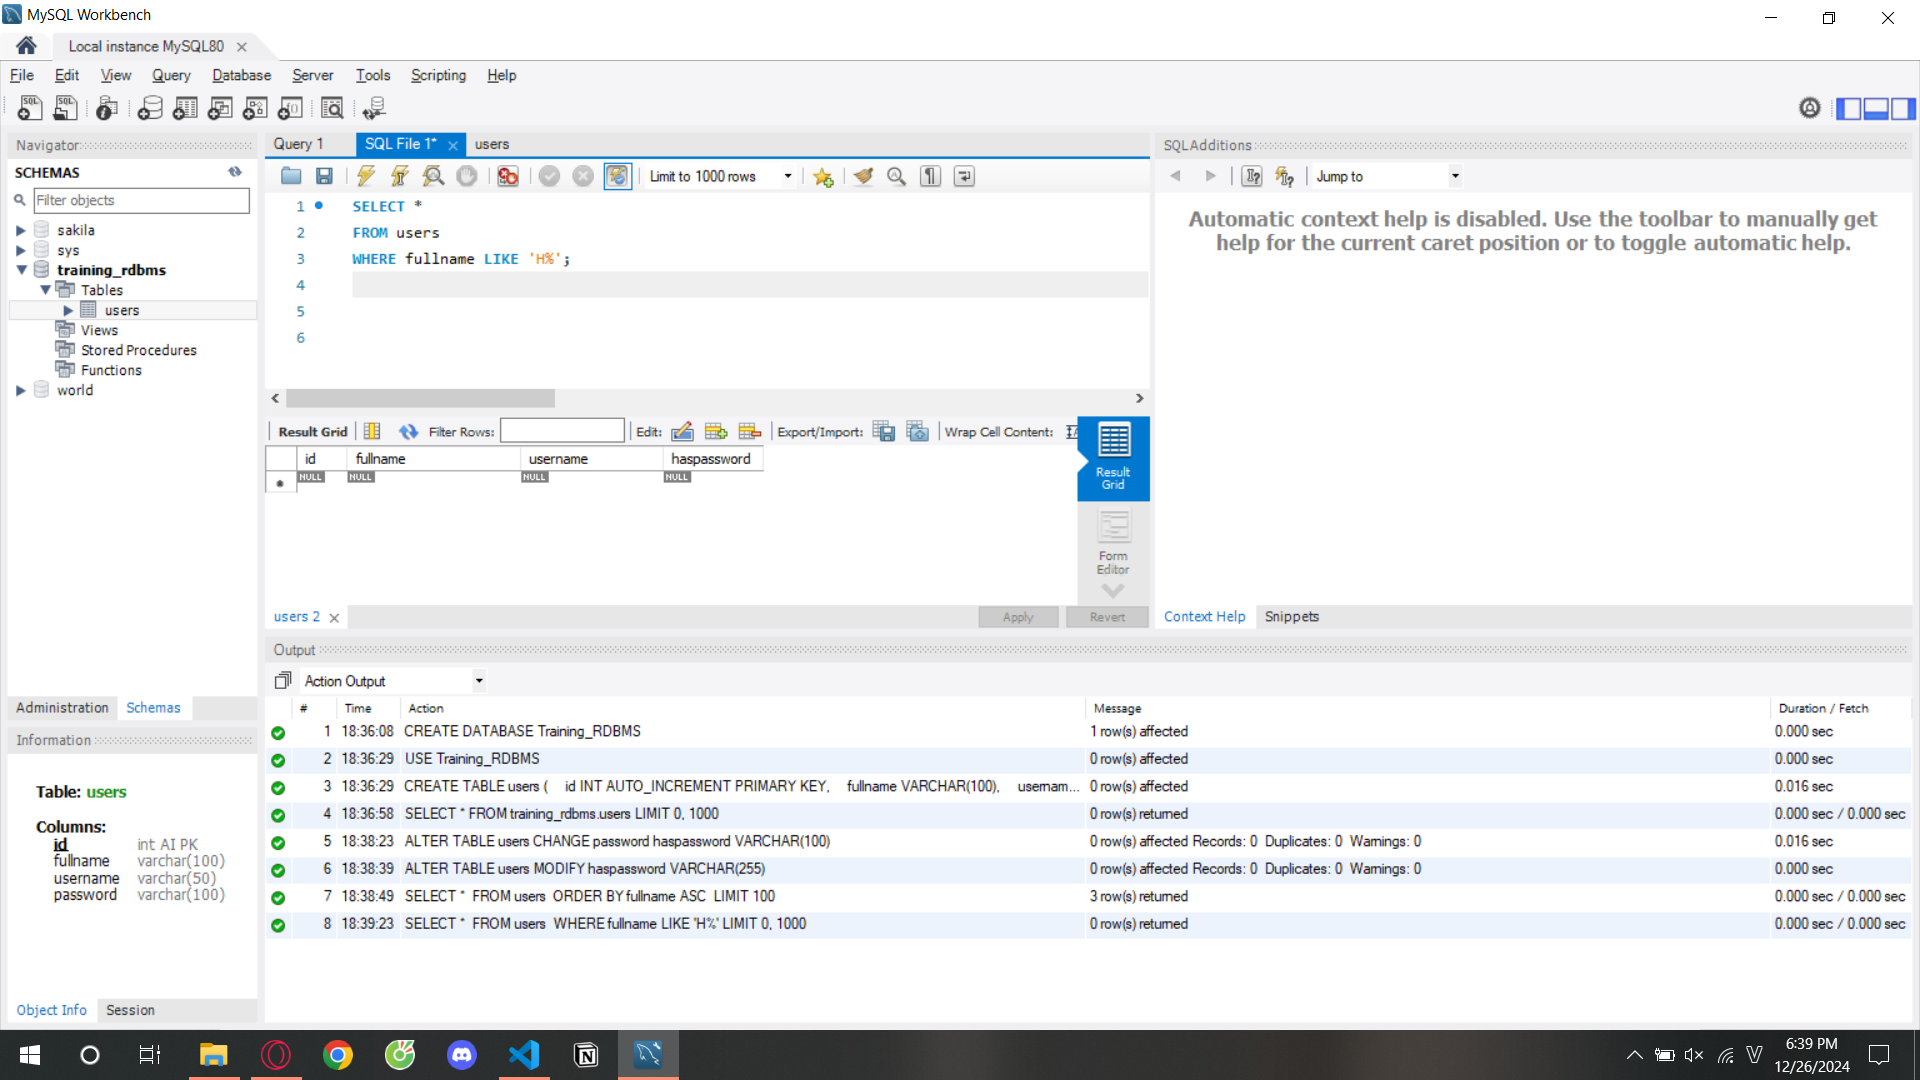 MySQL Workbench
Local instance MySQL80
File Edit View Query Database Server Tools Scripting Help
Navigator
SCHEMAS
Filter objects
sakila
sys
training_rdbms
Tables
users
Views
Stored Procedures
Functions
world
Administration Schemas
Information
Table: users
Columns:
id int AI PK
fullname varchar(100)
username varchar(50)
password varchar(100)
Object Info Session
Query 1 SQL File 1* users
Limit to 1000 rows
1 SELECT *
2 FROM users
3 WHERE fullname LIKE 'H%';
4
5
6
Result Grid Filter Rows: Edit: Export/Import: Wrap Cell Content:
id fullname username haspassword
NULL NULL NULL NULL
Result
Grid
Form
Editor
users 2 Apply Revert
SQLAdditions
Jump to
Automatic context help is disabled. Use the toolbar to manually get
help for the current caret position or to toggle automatic help.
Context Help Snippets
Output
Action Output
# Time Action Message Duration / Fetch
1 18:36:08 CREATE DATABASE Training_RDBMS 1 row(s) affected 0.000 sec
2 18:36:29 USE Training_RDBMS 0 row(s) affected 0.000 sec
3 18:36:29 CREATE TABLE users ( id INT AUTO_INCREMENT PRIMARY KEY, fullname VARCHAR(100), usernam... 0 row(s) affected 0.016 sec
4 18:36:58 SELECT * FROM training_rdbms.users LIMIT 0, 1000 0 row(s) returned 0.000 sec / 0.000 sec
5 18:38:23 ALTER TABLE users CHANGE password haspassword VARCHAR(100) 0 row(s) affected Records: 0 Duplicates: 0 Warnings: 0 0.016 sec
6 18:38:39 ALTER TABLE users MODIFY haspassword VARCHAR(255) 0 row(s) affected Records: 0 Duplicates: 0 Warnings: 0 0.000 sec
7 18:38:49 SELECT * FROM users ORDER BY fullname ASC LIMIT 100 3 row(s) returned 0.000 sec / 0.000 sec
8 18:39:23 SELECT * FROM users WHERE fullname LIKE 'H%' LIMIT 0, 1000 0 row(s) returned 0.000 sec / 0.000 sec
V
6:39 PM
12/26/2024